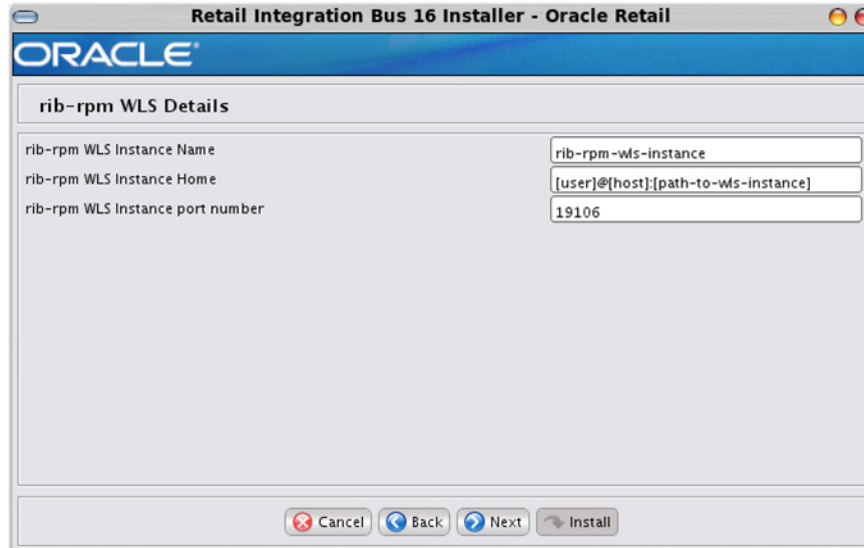 Retail Integration Bus 16 Installer - Oracle Retail
ORACLE®
rib-rpm WLS Details
rib-rpm WLS Instance Name rib-rpm-wls-instance
rib-rpm WLS Instance Home [user]@[host]:[path-to-wls-instance]
rib-rpm WLS Instance port number 19106
Cancel Back Next Install